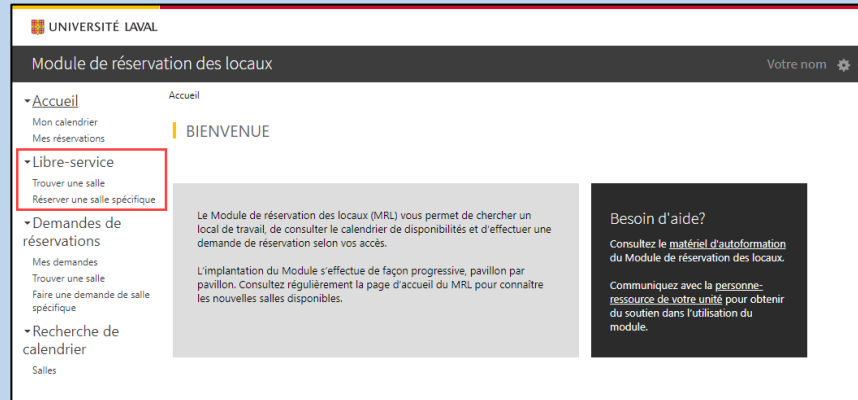 UNIVERSITÉ LAVAL
Module de réservation des locaux
Votre nom
Accueil
Mon calendrier
Mes réservations
Libre-service
Trouver une salle
Réserver une salle spécifique
Demandes de
réservations
Mes demandes
Trouver une salle
Faire une demande de salle
spécifique
Recherche de
calendrier
Salles
Accueil
BIENVENUE
Le Module de réservation des locaux (MRL) vous permet de chercher un
local de travail, de consulter le calendrier de disponibilités et d'effectuer une
demande de réservation selon vos accès.
L'implantation du Module s'effectue de façon progressive, pavillon par
pavillon. Consultez régulièrement la page d'accueil du MRL pour connaître
les nouvelles salles disponibles.
Besoin d'aide?
Consultez le matériel d'autoformation
du Module de réservation des locaux.
Communiquez avec la personne-
ressource de votre unité pour obtenir
du soutien dans l'utilisation du
module.